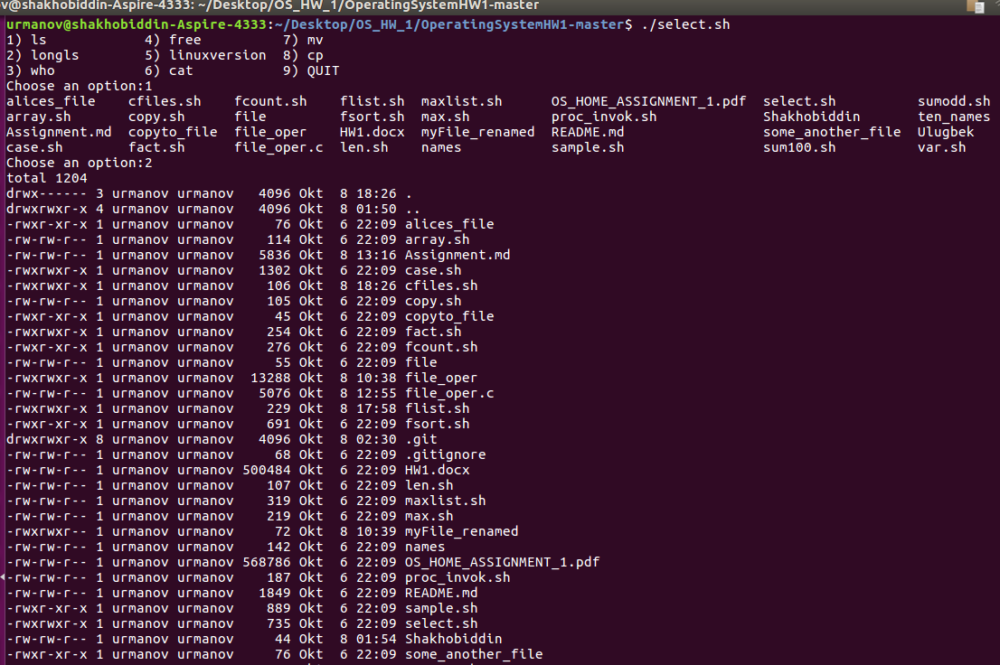 v@shakhobiddin-Aspire-4333: ~/Desktop/OS_HW_1/OperatingSystemHW1-master
urmanov@shakhobiddin-Aspire-4333:~/Desktop/OS_HW_1/OperatingSystemHW1-master$ ./select.sh
1) ls            4) free          7) mv
2) longls        5) linuxversion  8) cp
3) who           6) cat           9) QUIT
Choose an option:1
alices_file    cfiles.sh    fcount.sh    flist.sh  maxlist.sh      OS_HOME_ASSIGNMENT_1.pdf  select.sh          sumodd.sh
array.sh       copy.sh      file         fsort.sh  max.sh          proc_invok.sh             Shakhobiddin       ten_names
Assignment.md  copyto_file  file_oper    HW1.docx  myFile_renamed  README.md                 some_another_file  Ulugbek
case.sh        fact.sh      file_oper.c  len.sh    names           sample.sh                 sum100.sh          var.sh
Choose an option:2
total 1204
drwx------ 3 urmanov urmanov   4096 Okt  8 18:26 .
drwxrwxr-x 4 urmanov urmanov   4096 Okt  8 01:50 ..
-rwxr-xr-x 1 urmanov urmanov     76 Okt  6 22:09 alices_file
-rw-rw-r-- 1 urmanov urmanov    114 Okt  6 22:09 array.sh
-rw-rw-r-- 1 urmanov urmanov   5836 Okt  8 13:16 Assignment.md
-rwxrwxr-x 1 urmanov urmanov   1302 Okt  6 22:09 case.sh
-rwxrwxr-x 1 urmanov urmanov    106 Okt  8 18:26 cfiles.sh
-rw-rw-r-- 1 urmanov urmanov    105 Okt  6 22:09 copy.sh
-rwxr-xr-x 1 urmanov urmanov     45 Okt  6 22:09 copyto_file
-rwxrwxr-x 1 urmanov urmanov    254 Okt  6 22:09 fact.sh
-rwxr-xr-x 1 urmanov urmanov    276 Okt  6 22:09 fcount.sh
-rw-rw-r-- 1 urmanov urmanov     55 Okt  6 22:09 file
-rwxrwxr-x 1 urmanov urmanov  13288 Okt  8 10:38 file_oper
-rw-rw-r-- 1 urmanov urmanov   5076 Okt  8 12:55 file_oper.c
-rwxrwxr-x 1 urmanov urmanov    229 Okt  8 17:58 flist.sh
-rwxr-xr-x 1 urmanov urmanov    691 Okt  6 22:09 fsort.sh
drwxrwxr-x 8 urmanov urmanov   4096 Okt  8 02:30 .git
-rw-rw-r-- 1 urmanov urmanov     68 Okt  6 22:09 .gitignore
-rw-rw-r-- 1 urmanov urmanov 500484 Okt  6 22:09 HW1.docx
-rw-rw-r-- 1 urmanov urmanov    107 Okt  6 22:09 len.sh
-rw-rw-r-- 1 urmanov urmanov    319 Okt  6 22:09 maxlist.sh
-rw-rw-r-- 1 urmanov urmanov    219 Okt  6 22:09 max.sh
-rwxrwxr-x 1 urmanov urmanov     72 Okt  8 10:39 myFile_renamed
-rw-rw-r-- 1 urmanov urmanov    142 Okt  6 22:09 names
-rw-rw-r-- 1 urmanov urmanov 568786 Okt  6 22:09 OS_HOME_ASSIGNMENT_1.pdf
-rw-rw-r-- 1 urmanov urmanov    187 Okt  6 22:09 proc_invok.sh
-rw-rw-r-- 1 urmanov urmanov   1849 Okt  6 22:09 README.md
-rwxr-xr-x 1 urmanov urmanov    889 Okt  6 22:09 sample.sh
-rwxrwxr-x 1 urmanov urmanov    735 Okt  6 22:09 select.sh
-rw-rw-r-- 1 urmanov urmanov     44 Okt  8 01:54 Shakhobiddin
-rwxr-xr-x 1 urmanov urmanov     76 Okt  6 22:09 some_another_file